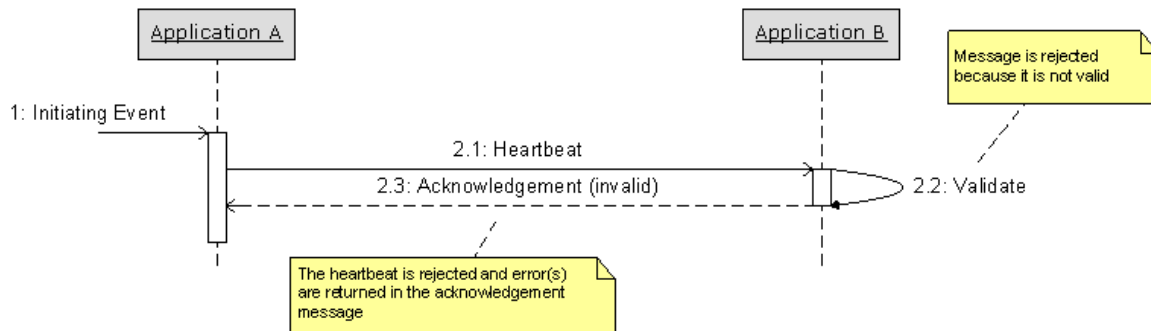 Application A
Application B
Message is rejected
because it is not valid
1: Initiating Event
2.1: Heartbeat
2.3: Acknowledgement (invalid)
2.2: Validate
The heartbeat is rejected and error(s)
are returned in the acknowledgement
message